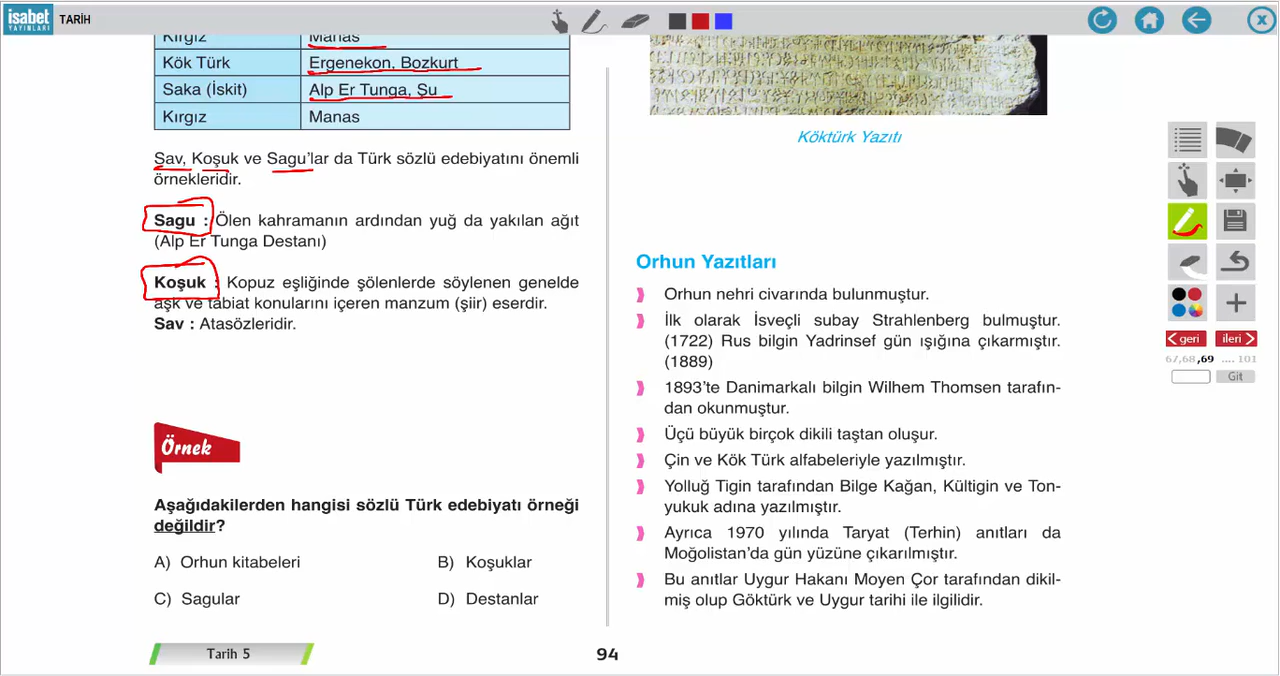 isabet
YAYINLARI
TARİH
Kırgız
Manas
Kök Türk
Ergenekon, Bozkurt
Saka (İskit)
Alp Er Tunga, Şu
Kırgız
Manas
Sav, Koşuk ve Sagu'lar da Türk sözlü edebiyatını önemli
örnekleridir.
Sagu : Ölen kahramanın ardından yuğ da yakılan ağıt
(Alp Er Tunga Destanı)
Koşuk : Kopuz eşliğinde şölenlerde söylenen genelde
aşk ve tabiat konularını içeren manzum (şiir) eserdir.
Sav : Atasözleridir.
Örnek
Aşağıdakilerden hangisi sözlü Türk edebiyatı örneği
değildir?
A) Orhun kitabeleri
B) Koşuklar
C) Sagular
D) Destanlar
Tarih 5
94
Köktürk Yazıtı
Orhun Yazıtları
Orhun nehri civarında bulunmuştur.
İlk olarak İsveçli subay Strahlenberg bulmuştur.
(1722) Rus bilgin Yadrinsef gün ışığına çıkarmıştır.
(1889)
1893'te Danimarkalı bilgin Wilhem Thomsen tarafın-
dan okunmuştur.
Üçü büyük birçok dikili taştan oluşur.
Çin ve Kök Türk alfabeleriyle yazılmıştır.
Yolluğ Tigin tarafından Bilge Kağan, Kültigin ve Ton-
yukuk adına yazılmıştır.
Ayrıca 1970 yılında Taryat (Terhin) anıtları da
Moğolistan'da gün yüzüne çıkarılmıştır.
Bu anıtlar Uygur Hakanı Moyen Çor tarafından dikil-
miş olup Göktürk ve Uygur tarihi ile ilgilidir.
geri
ileri
67,68,69 .... 101
Git